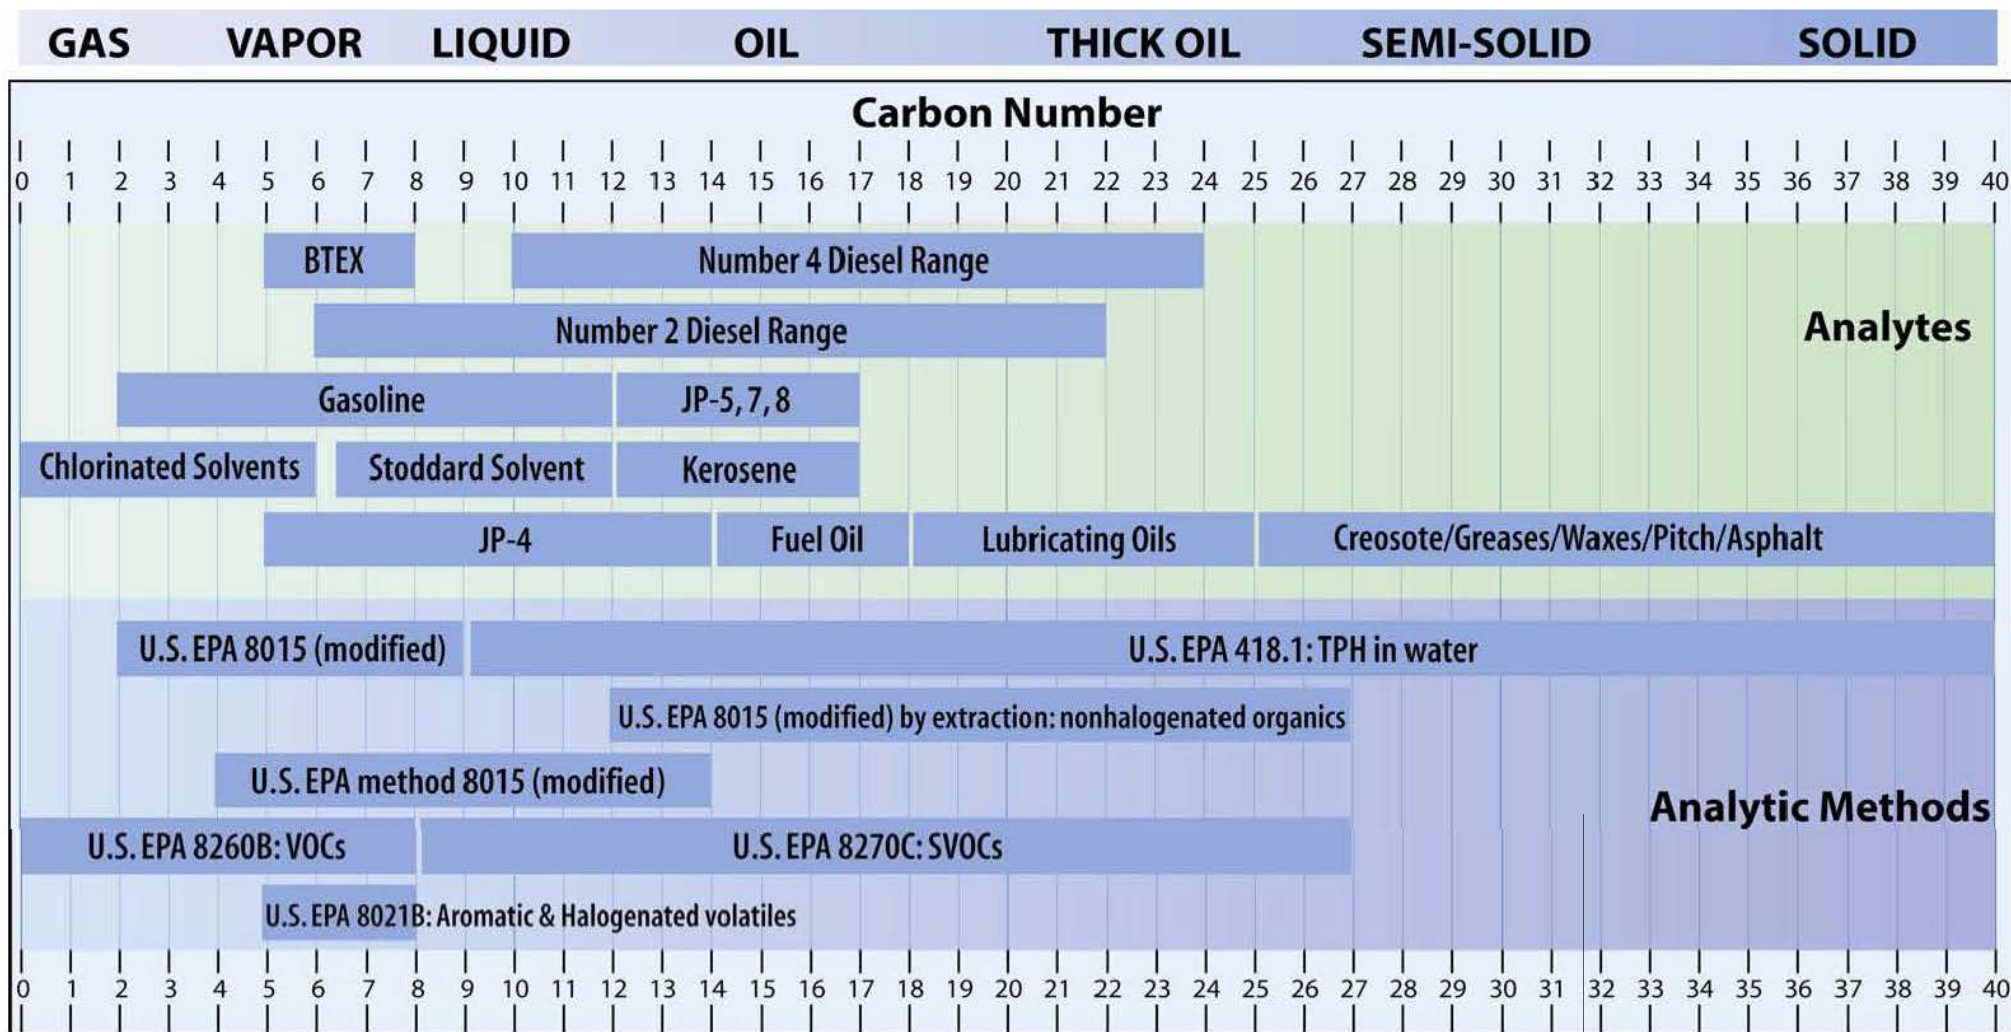 GAS VAPOR LIQUID OIL THICK OIL SEMI-SOLID SOLID
Carbon Number
0 1 2 3 4 5 6 7 8 9 10 11 12 13 14 15 16 17 18 19 20 21 22 23 24 25 26 27 28 29 30 31 32 33 34 35 36 37 38 39 40
BTEX Number 4 Diesel Range
Analytes
Number 2 Diesel Range
Gasoline JP-5, 7, 8
Chlorinated Solvents Stoddard Solvent Kerosene
JP-4 Fuel Oil Lubricating Oils Creosote/Greases/Waxes/Pitch/Asphalt
U.S. EPA 8015 (modified) U.S. EPA 418.1: TPH in water
U.S. EPA 8015 (modified) by extraction: nonhalogenated organics
U.S. EPA method 8015 (modified)
Analytic Methods
U.S. EPA 8260B: VOCs U.S. EPA 8270C: SVOCs
U.S. EPA 8021B: Aromatic & Halogenated volatiles
0 1 2 3 4 5 6 7 8 9 10 11 12 13 14 15 16 17 18 19 20 21 22 23 24 25 26 27 28 29 30 31 32 33 34 35 36 37 38 39 40